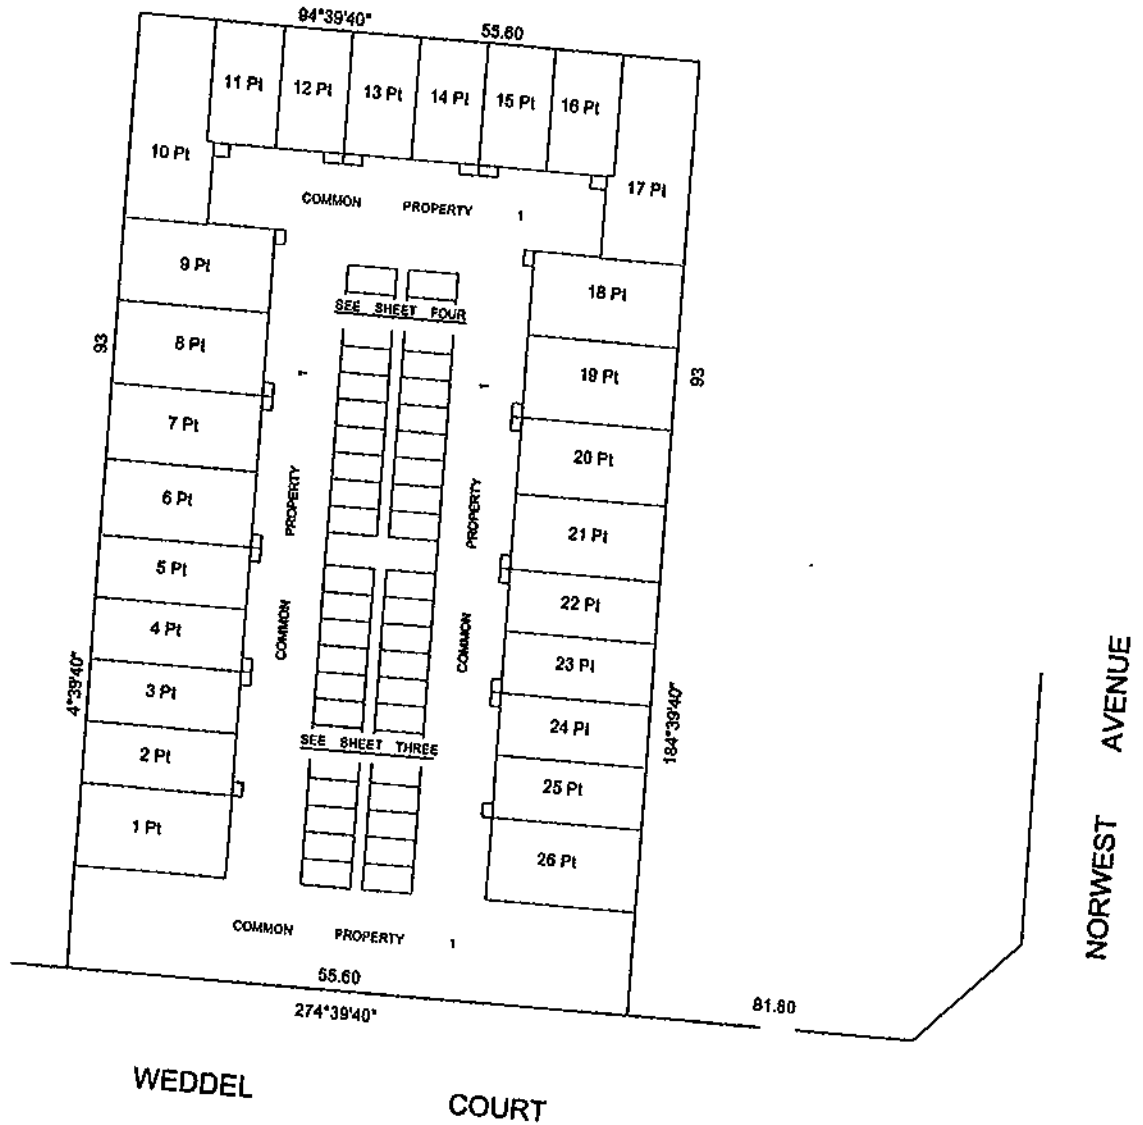 94°39'40"
55.60
11 Pt
12 Pt
13 Pt
14 Pt
15 Pt
16 Pt
10 Pt
17 Pt
COMMON PROPERTY 1
9 Pt
18 Pt
SEE SHEET FOUR
8 Pt
93
1
1
19 Pt
93
7 Pt
20 Pt
6 Pt
COMMON PROPERTY
COMMON PROPERTY
21 Pt
5 Pt
22 Pt
4 Pt
23 Pt
4°39'40"
3 Pt
24 Pt
184°39'40"
SEE SHEET THREE
2 Pt
25 Pt
1 Pt
26 Pt
COMMON PROPERTY 1
55.60
274°39'40"
81.80
NORWEST AVENUE
WEDDEL COURT